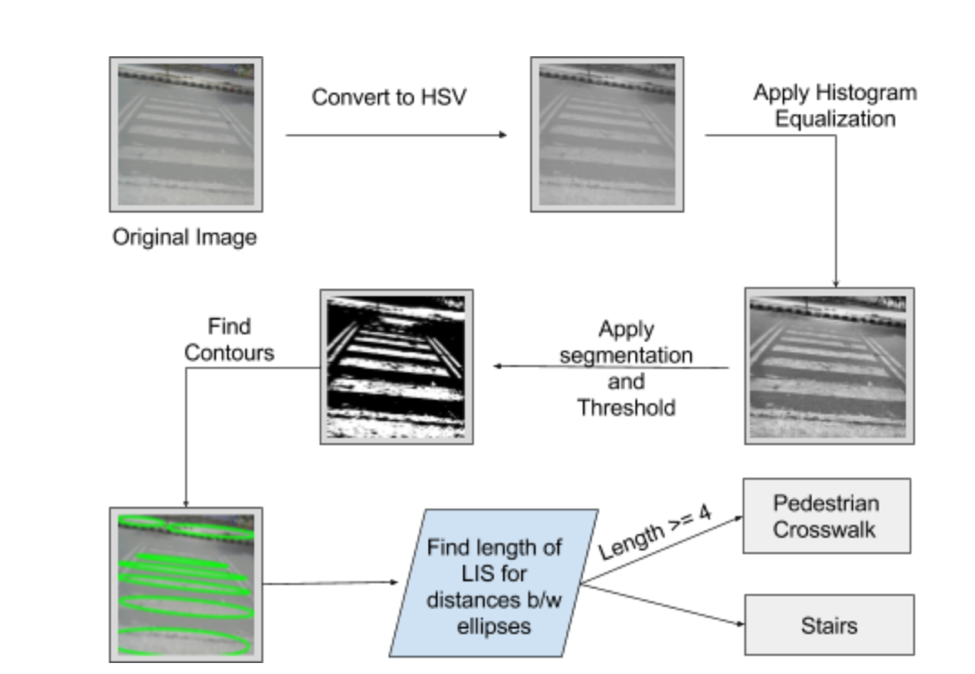 Convert to HSV
Apply Histogram
Equalization
Original Image
Find
Contours
Apply
segmentation
and
Threshold
Find length of
LIS for
distances b/w
ellipses
Length >= 4
Pedestrian
Crosswalk
Stairs